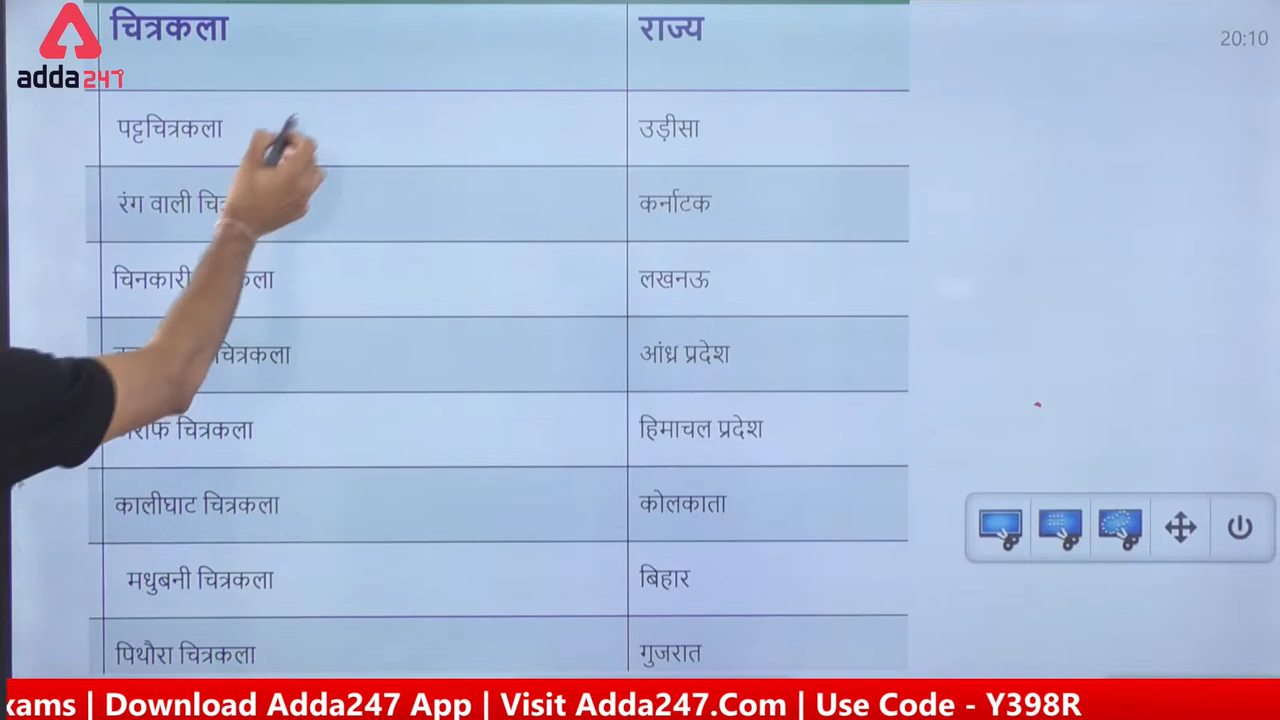 चित्रकला राज्य
adda247
20:10
पट्टचित्रकला उड़ीसा
रंग वाली कर्नाटक
लखनऊ
चित्रकला आंध्र प्रदेश
चित्रकला हिमाचल प्रदेश
कालीघाट चित्रकला कोलकाता
मधुबनी चित्रकला बिहार
पिथौरा चित्रकला गुजरात
| Download Adda247 App | Visit Adda247.Com | Use Code - Y398R